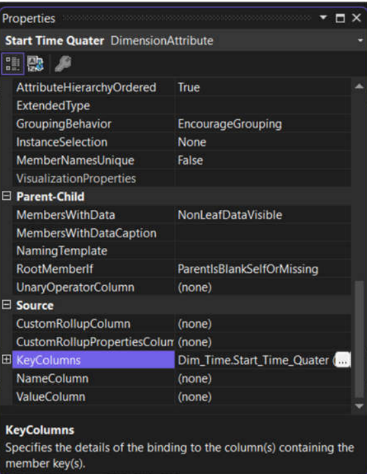 Properties
Start Time Quater DimensionAttribute
AttributeHierarchyOrdered True
ExtendedType
GroupingBehavior EncourageGrouping
InstanceSelection None
MemberNamesUnique False
VisualizationProperties
Parent-Child
MembersWithData NonLeafDataVisible
MembersWithDataCaption
NamingTemplate
RootMemberIf ParentIsBlankSelfOrMissing
UnaryOperatorColumn (none)
Source
CustomRollupColumn (none)
CustomRollupPropertiesColum (none)
KeyColumns Dim_Time.Start_Time_Quater ( ...
NameColumn (none)
ValueColumn (none)
KeyColumns
Specifies the details of the binding to the column(s) containing the
member key(s).